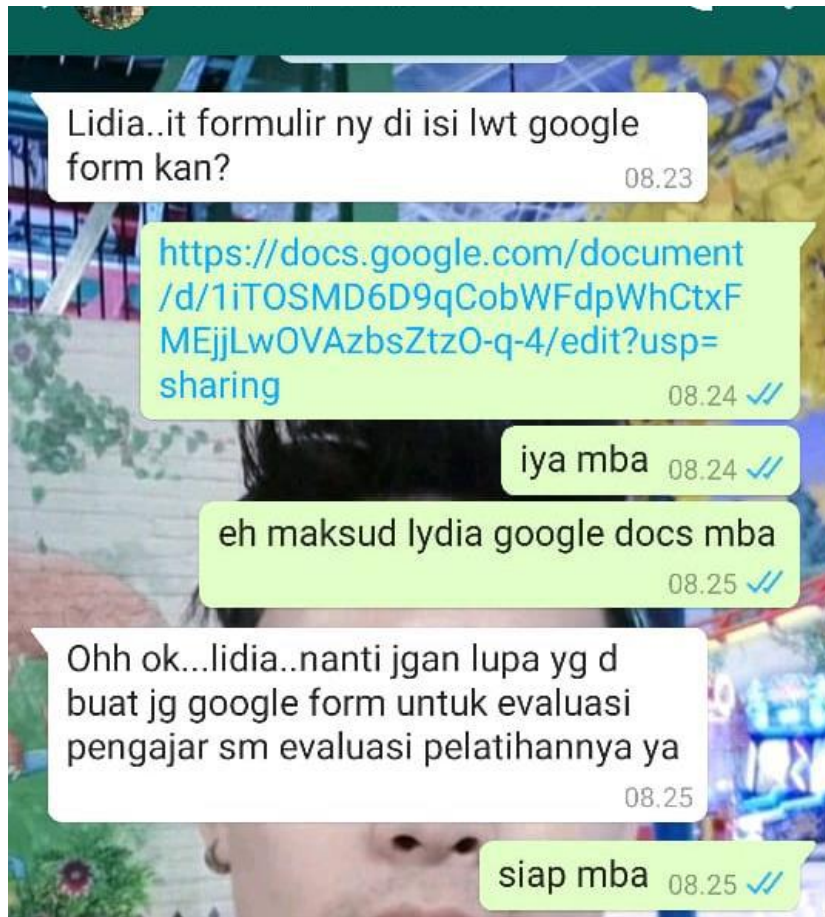 Lidia..it formulir ny di isi lwt google
form kan?
08.23
https://docs.google.com/document
/d/1iTOSMD6D9qCobWFdpWhCtxF
MEjjLwOVAzbsZtzO-q-4/edit?usp=
sharing
08.24
iya mba 08.24
eh maksud lydia google docs mba
08.25
Ohh ok...lidia..nanti jgan lupa yg d
buat jg google form untuk evaluasi
pengajar sm evaluasi pelatihannya ya
08.25
siap mba 08.25